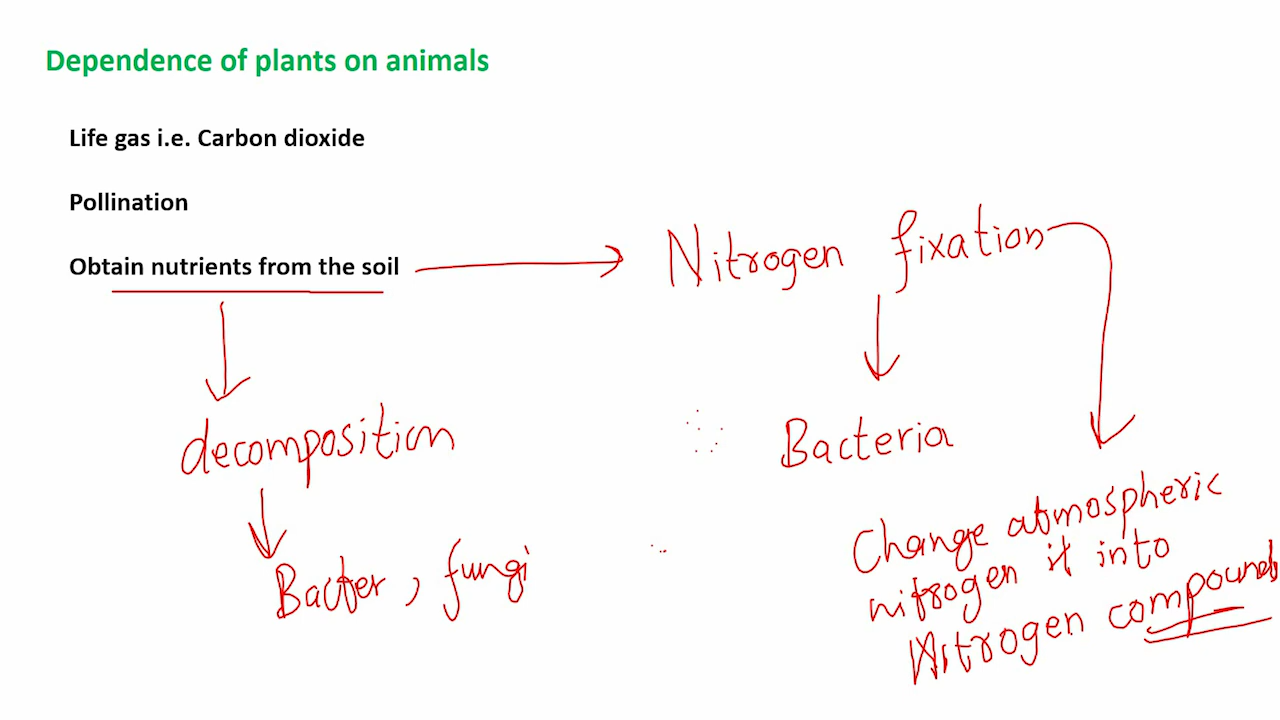 Dependence of plants on animals
Life gas i.e. Carbon dioxide
Pollination
Obtain nutrients from the soil
Nitrogen fixation
decomposition
Bacteria
Bacter, fungi
Change atmospheric
nitrogen it into
Nitrogen compounds